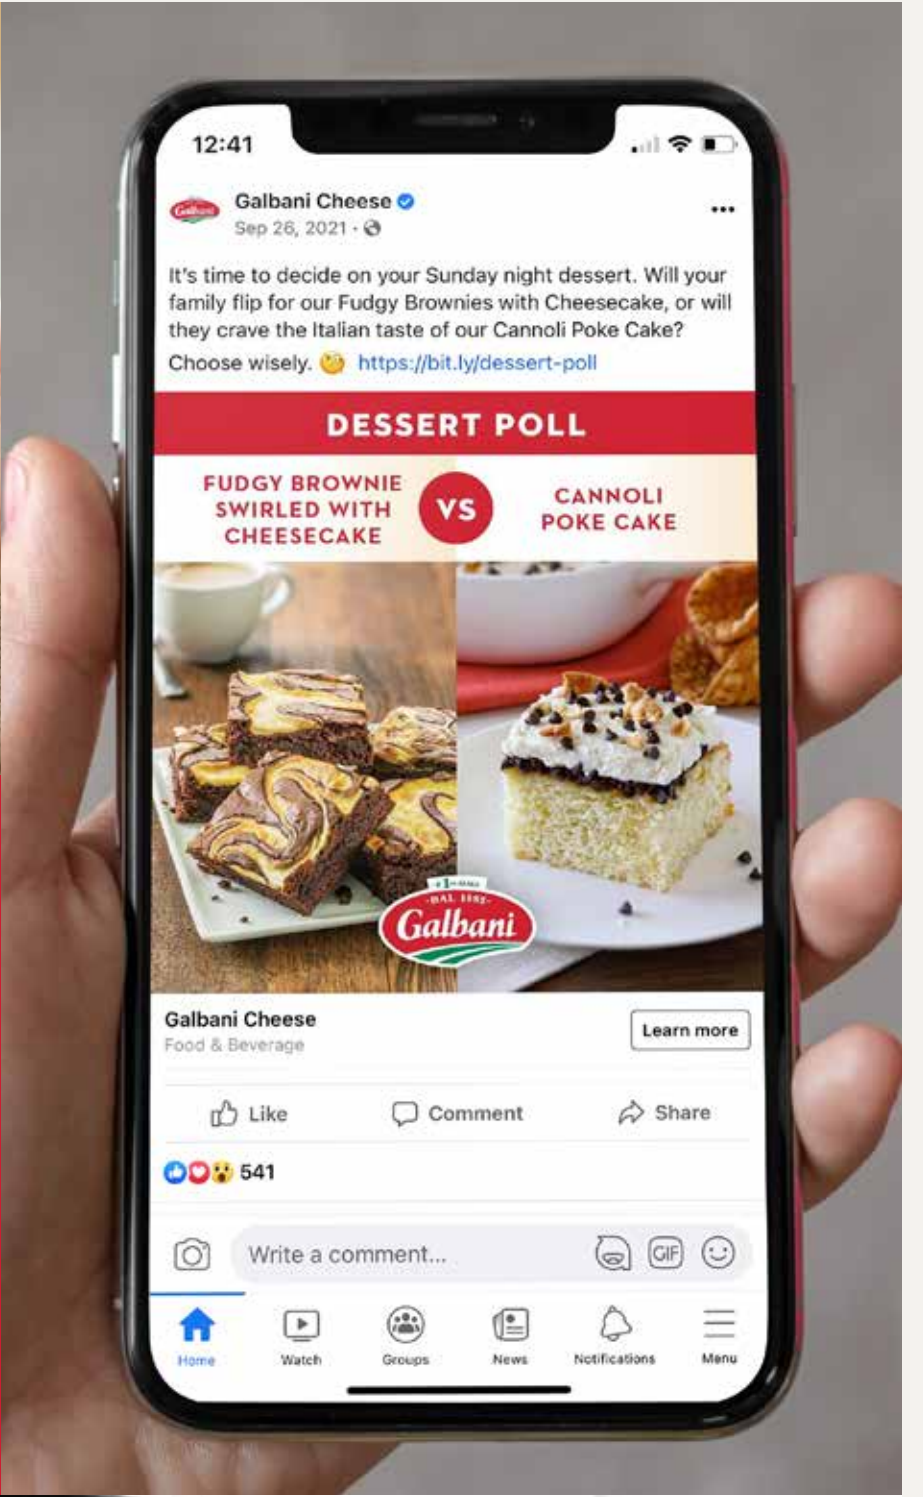 12:41
Galbani
Galbani Cheese
Sep 26, 2021 ·
It's time to decide on your Sunday night dessert. Will your
family flip for our Fudgy Brownies with Cheesecake, or will
they crave the Italian taste of our Cannoli Poke Cake?
Choose wisely. 🧐 https://bit.ly/dessert-poll
DESSERT POLL
FUDGY BROWNIE
SWIRLED WITH
CHEESECAKE
VS
CANNOLI
POKE CAKE
DAL 1882
Galbani
Galbani Cheese
Food & Beverage
Learn more
Like
Comment
Share
541
Write a comment...
GIF
Home
Watch
Groups
News
Notifications
Menu